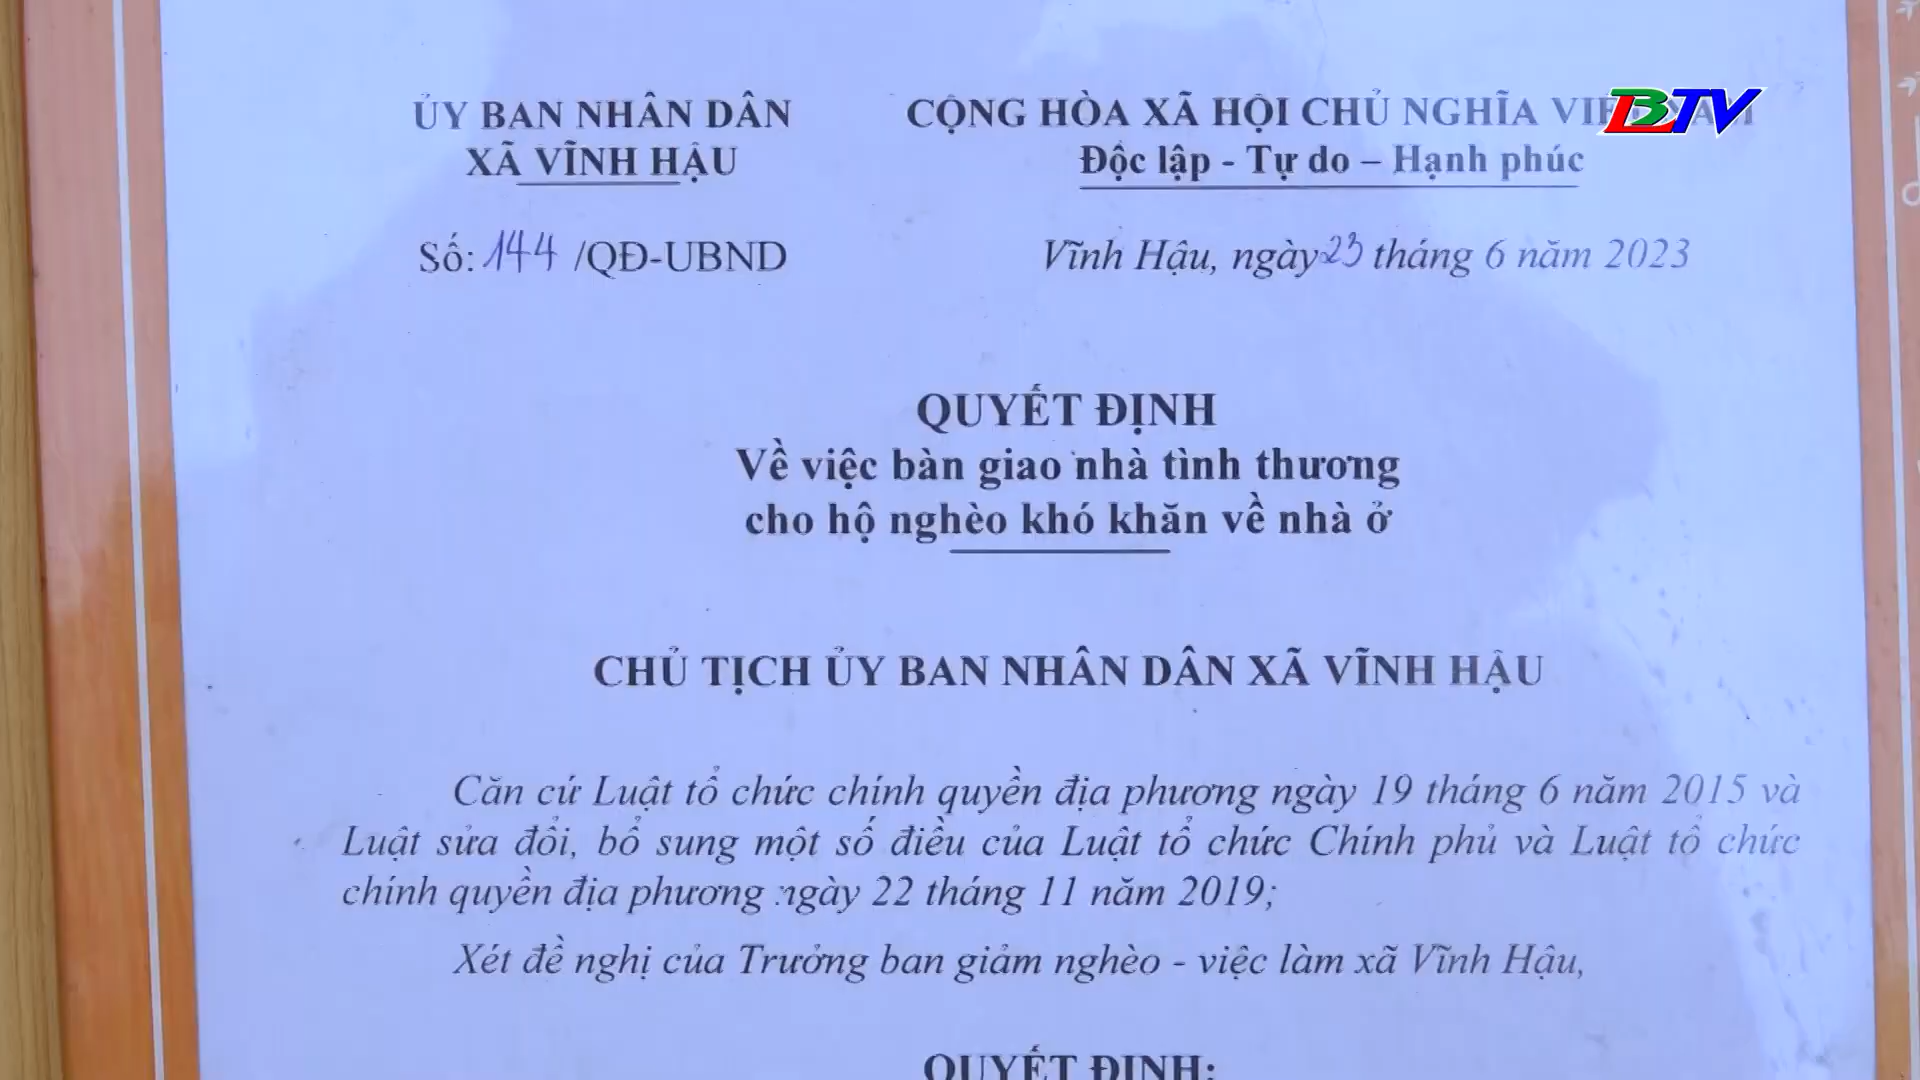 ỦY BAN NHÂN DÂN
XÃ VĨNH HẬU
CỘNG HÒA XÃ HỘI CHỦ NGHĨA VIỆT NAM
Độc lập - Tự do – Hạnh phúc
BTV
Số: 144 /QĐ-UBND
Vĩnh Hậu, ngày 23 tháng 6 năm 2023
QUYẾT ĐỊNH
Về việc bàn giao nhà tình thương
cho hộ nghèo khó khăn về nhà ở
CHỦ TỊCH ỦY BAN NHÂN DÂN XÃ VĨNH HẬU
Căn cứ Luật tổ chức chính quyền địa phương ngày 19 tháng 6 năm 2015 và
Luật sửa đổi, bổ sung một số điều của Luật tổ chức Chính phủ và Luật tổ chức
chính quyền địa phương ngày 22 tháng 11 năm 2019;
Xét đề nghị của Trưởng ban giảm nghèo - việc làm xã Vĩnh Hậu,
QUYẾT ĐỊNH: